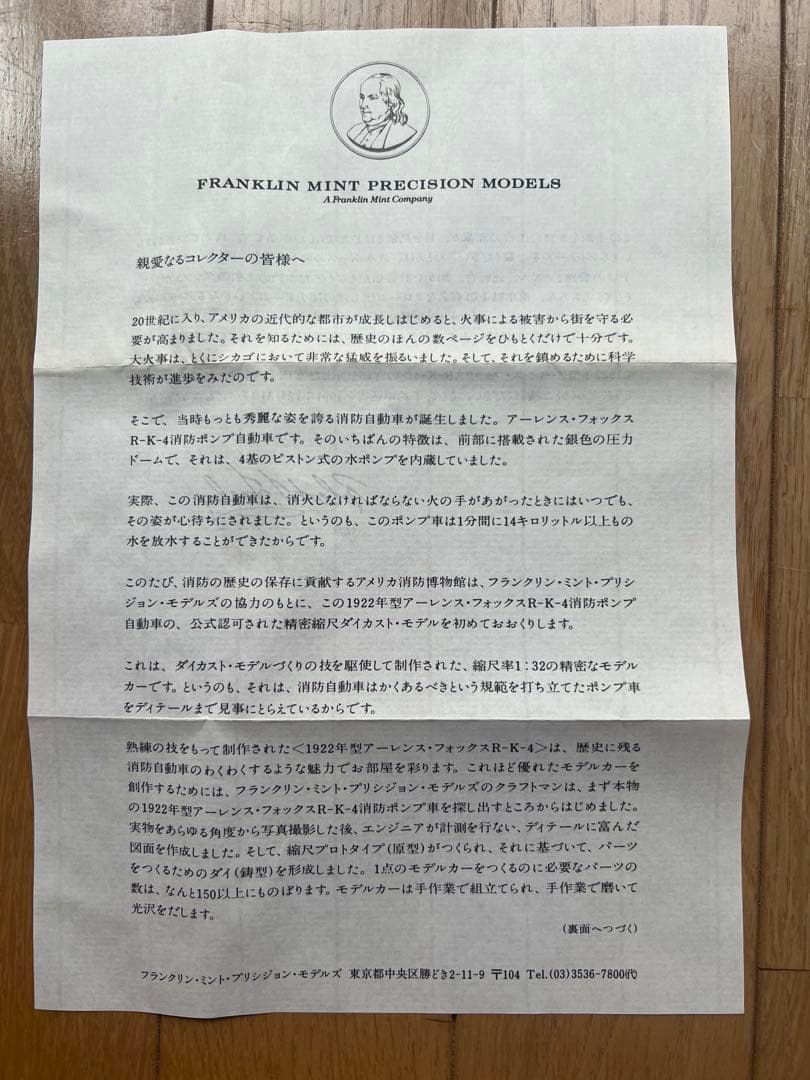 FRANKLIN MINT PRECISION MODELS
A Franklin Mint Company
親愛なるコレクターの皆様へ
20世紀に入り、アメリカの近代的な都市が成長しはじめると、火事による被害から街を守る必
要が高まりました。それを知るためには、歴史のほんの数ページをひもとくだけで十分です。
大火事は、とくにシカゴにおいて非常な猛威を振るいました。そして、それを鎮めるために科学
技術が進歩をみたのです。
そこで、当時もっとも秀麗な姿を誇る消防自動車が誕生しました。アーレンス・フォックス
R-K-4消防ポンプ自動車です。そのいちばんの特徴は、前部に搭載された銀色の圧力
ドームで、それは、4基のピストン式の水ポンプを内蔵していました。
実際、この消防自動車は、消火しなければならない火の手があがったときにはいつでも、
その姿が心待ちにされました。というのも、このポンプ車は1分間に14キロリットル以上もの
水を放水することができたからです。
このたび、消防の歴史の保存に貢献するアメリカ消防博物館は、フランクリン・ミント・プリシ
ジョン・モデルズの協力のもとに、この1922年型アーレンス・フォックスR-K-4消防ポンプ
自動車の、公式認可された精密縮尺ダイカスト・モデルを初めておおくりします。
これは、ダイカスト・モデルづくりの技を駆使して制作された、縮尺率1:32の精密なモデル
カーです。というのも、それは、消防自動車はかくあるべきという規範を打ち立てたポンプ車
をディテールまで見事にとらえているからです。
熟練の技をもって制作された<1922年型アーレンス・フォックスR-K-4>は、歴史に残る
消防自動車のわくわくするような魅力でお部屋を彩ります。これほど優れたモデルカーを
創作するためには、フランクリン・ミント・プリシジョン・モデルズのクラフトマンは、まず本物
の1922年型アーレンス・フォックスR-K-4消防ポンプ車を探し出すところからはじめました。
実物をあらゆる角度から写真撮影した後、エンジニアが計測を行ない、ディテールに富んだ
図面を作成しました。そして、縮尺プロトタイプ(原型)がつくられ、それに基づいて、パーツ
をつくるためのダイ(鋳型)を形成しました。1点のモデルカーをつくるのに必要なパーツの
数は、なんと150以上にものぼります。モデルカーは手作業で組立てられ、手作業で磨いて
光沢をだします。
(裏面へつづく)
フランクリン・ミント・プリシジョン・モデルズ 東京都中央区勝どき2-11-9 〒104 Tel.(03)3536-7800代